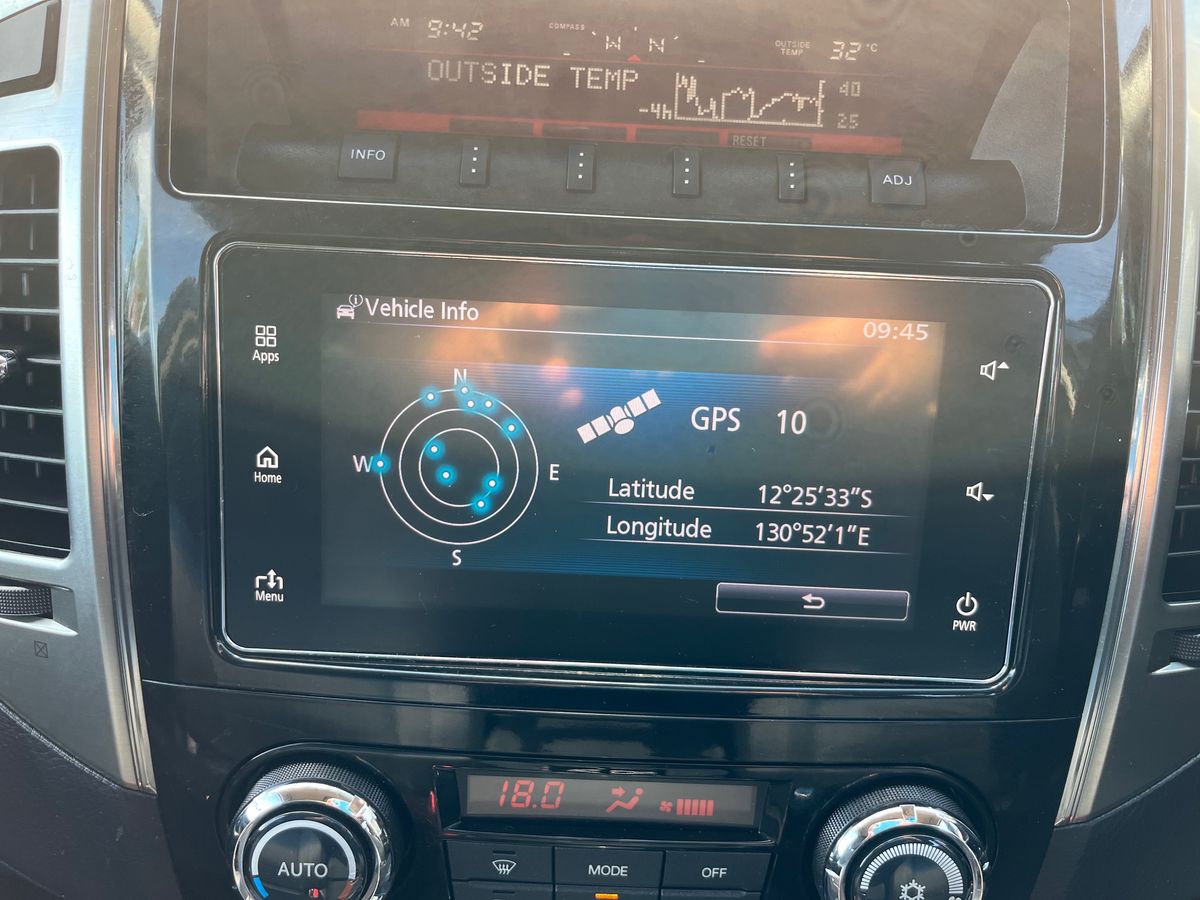 AM 9:42 COMPASS W N OUTSIDE TEMP 32°C
OUTSIDE TEMP -4h 40
25
RESET
INFO ADJ
Vehicle Info 09:45
Apps
N
GPS 10
W E
Home
Latitude 12°25'33"S
Longitude 130°52'1"E
S
Menu
PWR
18.0
AUTO
MODE OFF